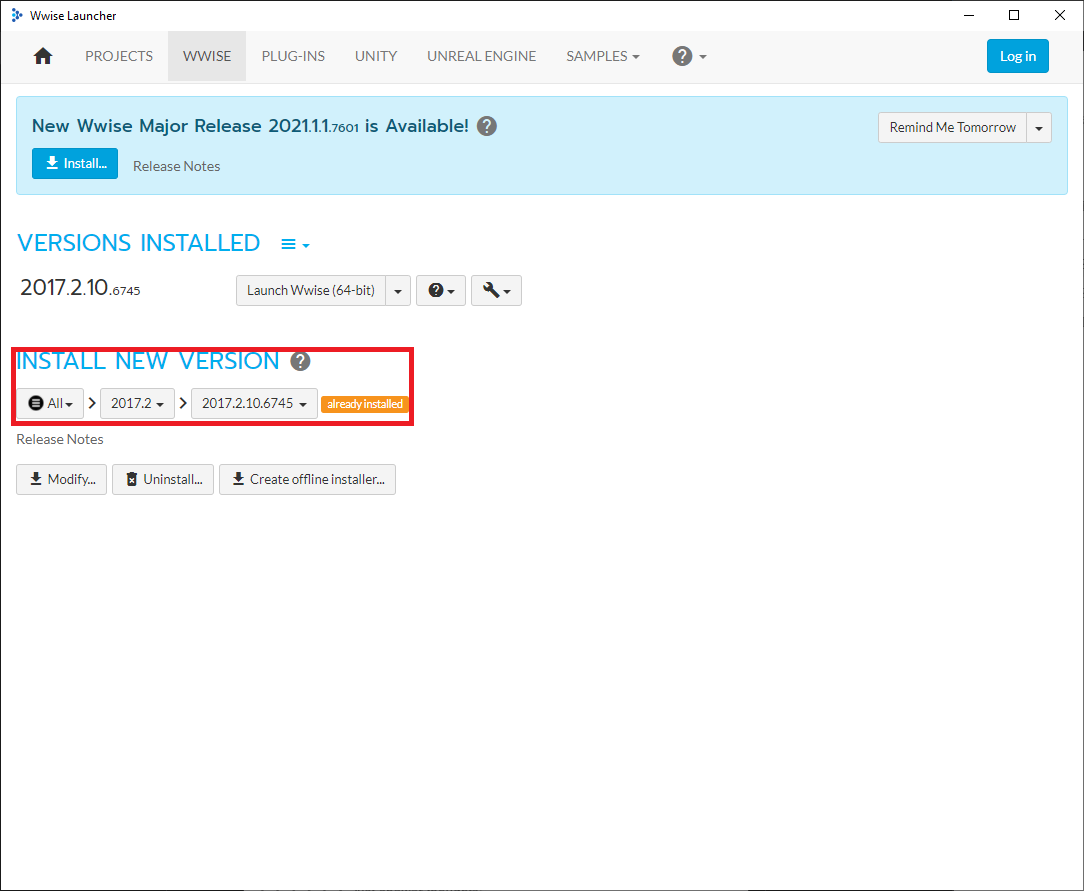 Wwise Launcher
PROJECTS WWISE PLUG-INS UNITY UNREAL ENGINE SAMPLES Log in
New Wwise Major Release 2021.1.1.7601 is Available!
Remind Me Tomorrow
Install... Release Notes
VERSIONS INSTALLED
2017.2.10.6745 Launch Wwise (64-bit)
INSTALL NEW VERSION
All > 2017.2 > 2017.2.10.6745 already installed
Release Notes
Modify... Uninstall... Create offline installer...